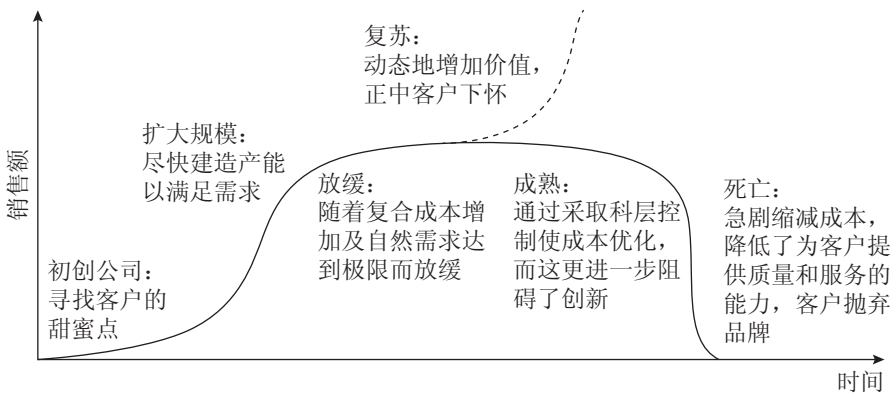 销售额
复苏：
动态地增加价值，
正中客户下怀
扩大规模：
尽快建造产能
以满足需求
放缓：
随着复合成本增
加及自然需求达
到极限而放缓
成熟：
通过采取科层控
制使成本优化，
而这更进一步阻
碍了创新
死亡：
急剧缩减成本，
降低了为客户提
供质量和服务的
能力，客户抛弃
品牌
初创公司：
寻找客户的
甜蜜点
时间